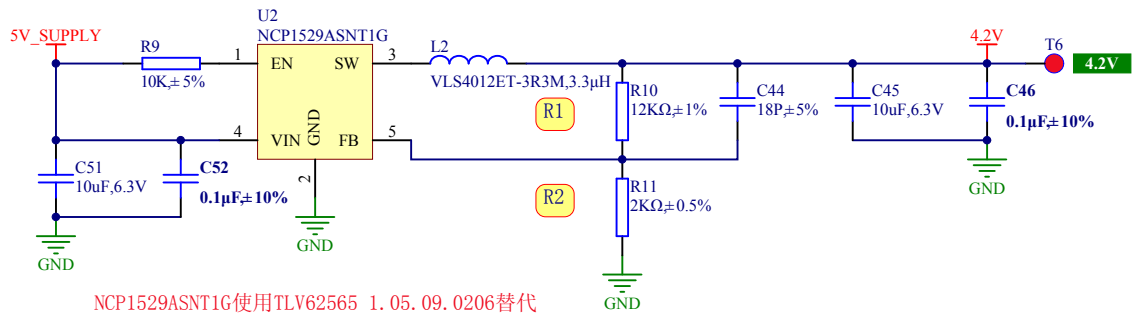 U2
NCP1529ASNT1G
5V_SUPPLY
R9
10K,±5%
1
EN
SW
3
L2
VLS4012ET-3R3M,3.3μH
4.2V
T6
4.2V
R1
R10
12KΩ,±1%
C44
18P,±5%
C45
10uF,6.3V
C46
0.1μF,±10%
4
VIN
GND
FB
5
2
C51
10uF,6.3V
C52
0.1μF,±10%
R2
R11
2KΩ,±0.5%
GND
GND
GND
GND
NCP1529ASNT1G使用TLV62565 1.05.09.0206替代